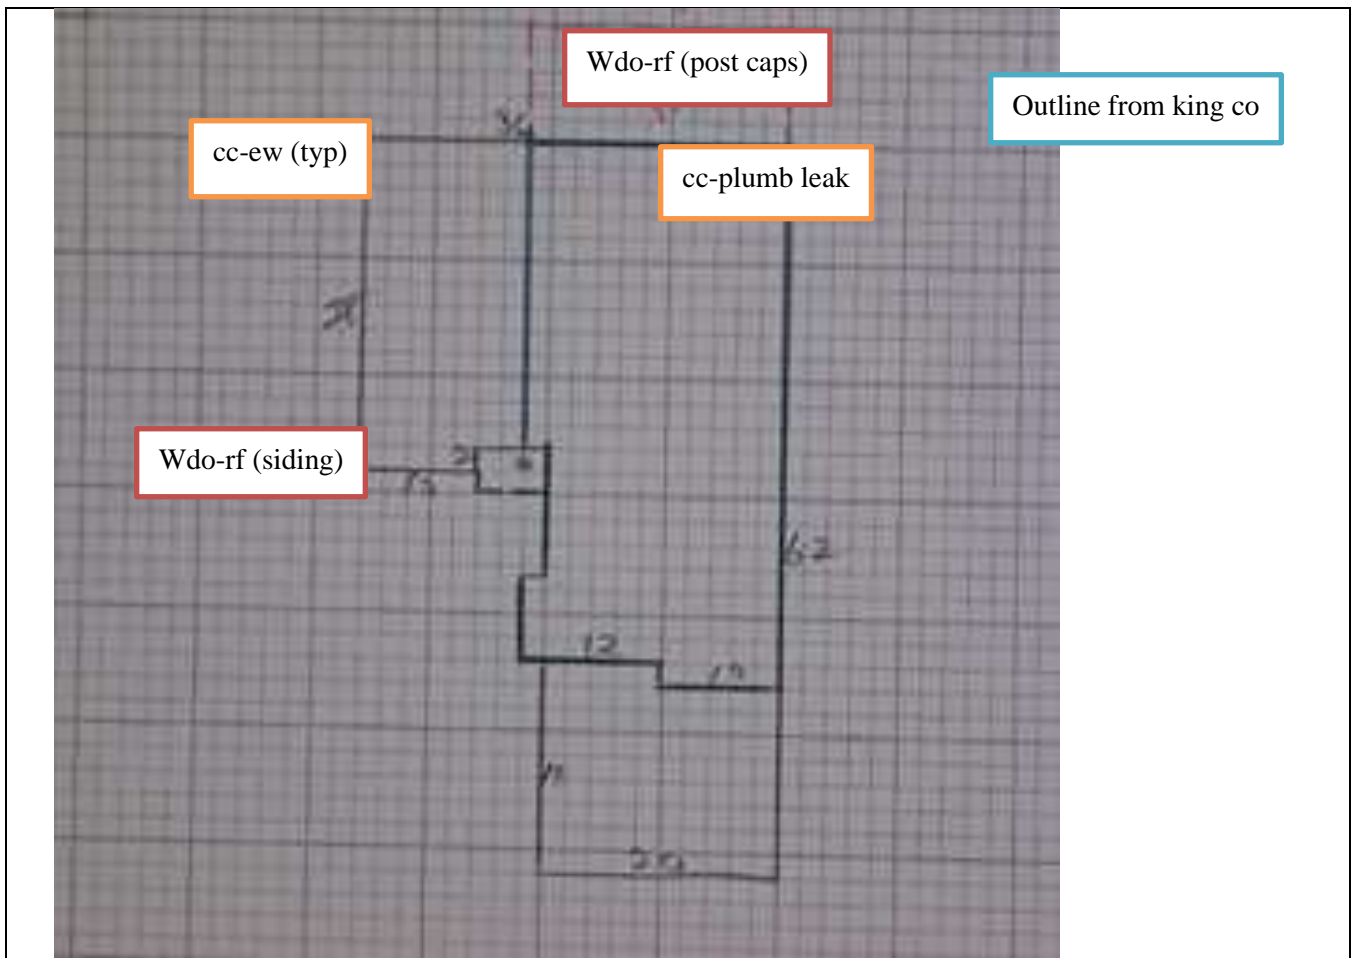 Wdo-rf (post caps)
Outline from king co
cc-ew (typ)
cc-plumb leak
Wdo-rf (siding)
62
12